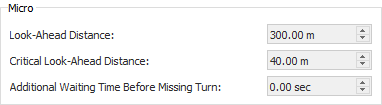 Micro
Look-Ahead Distance: 300.00 m
Critical Look-Ahead Distance: 40.00 m
Additional Waiting Time Before Missing Turn: 0.00 sec